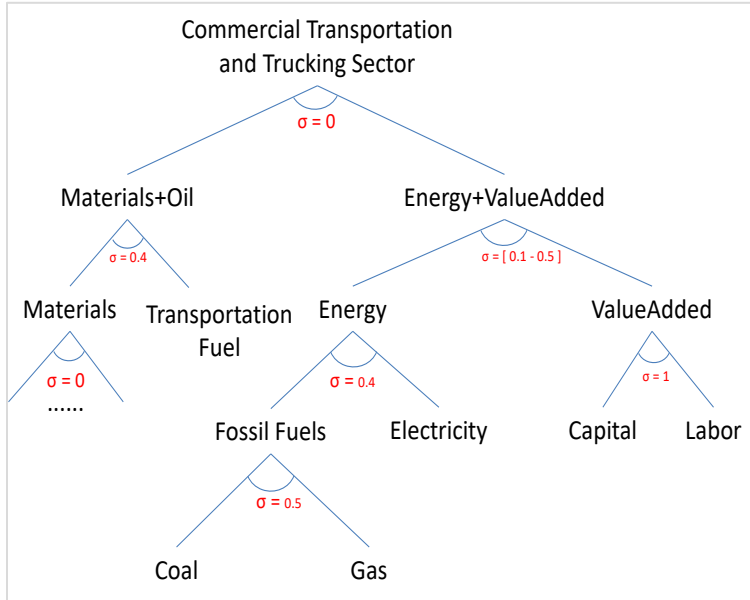 Commercial Transportation
and Trucking Sector
σ = 0
Materials+Oil
Energy+ValueAdded
σ = 0.4
σ = [ 0.1 - 0.5 ]
Materials
Transportation
Fuel
Energy
ValueAdded
σ = 0
......
σ = 0.4
σ = 1
Fossil Fuels
Electricity
Capital
Labor
σ = 0.5
Coal
Gas